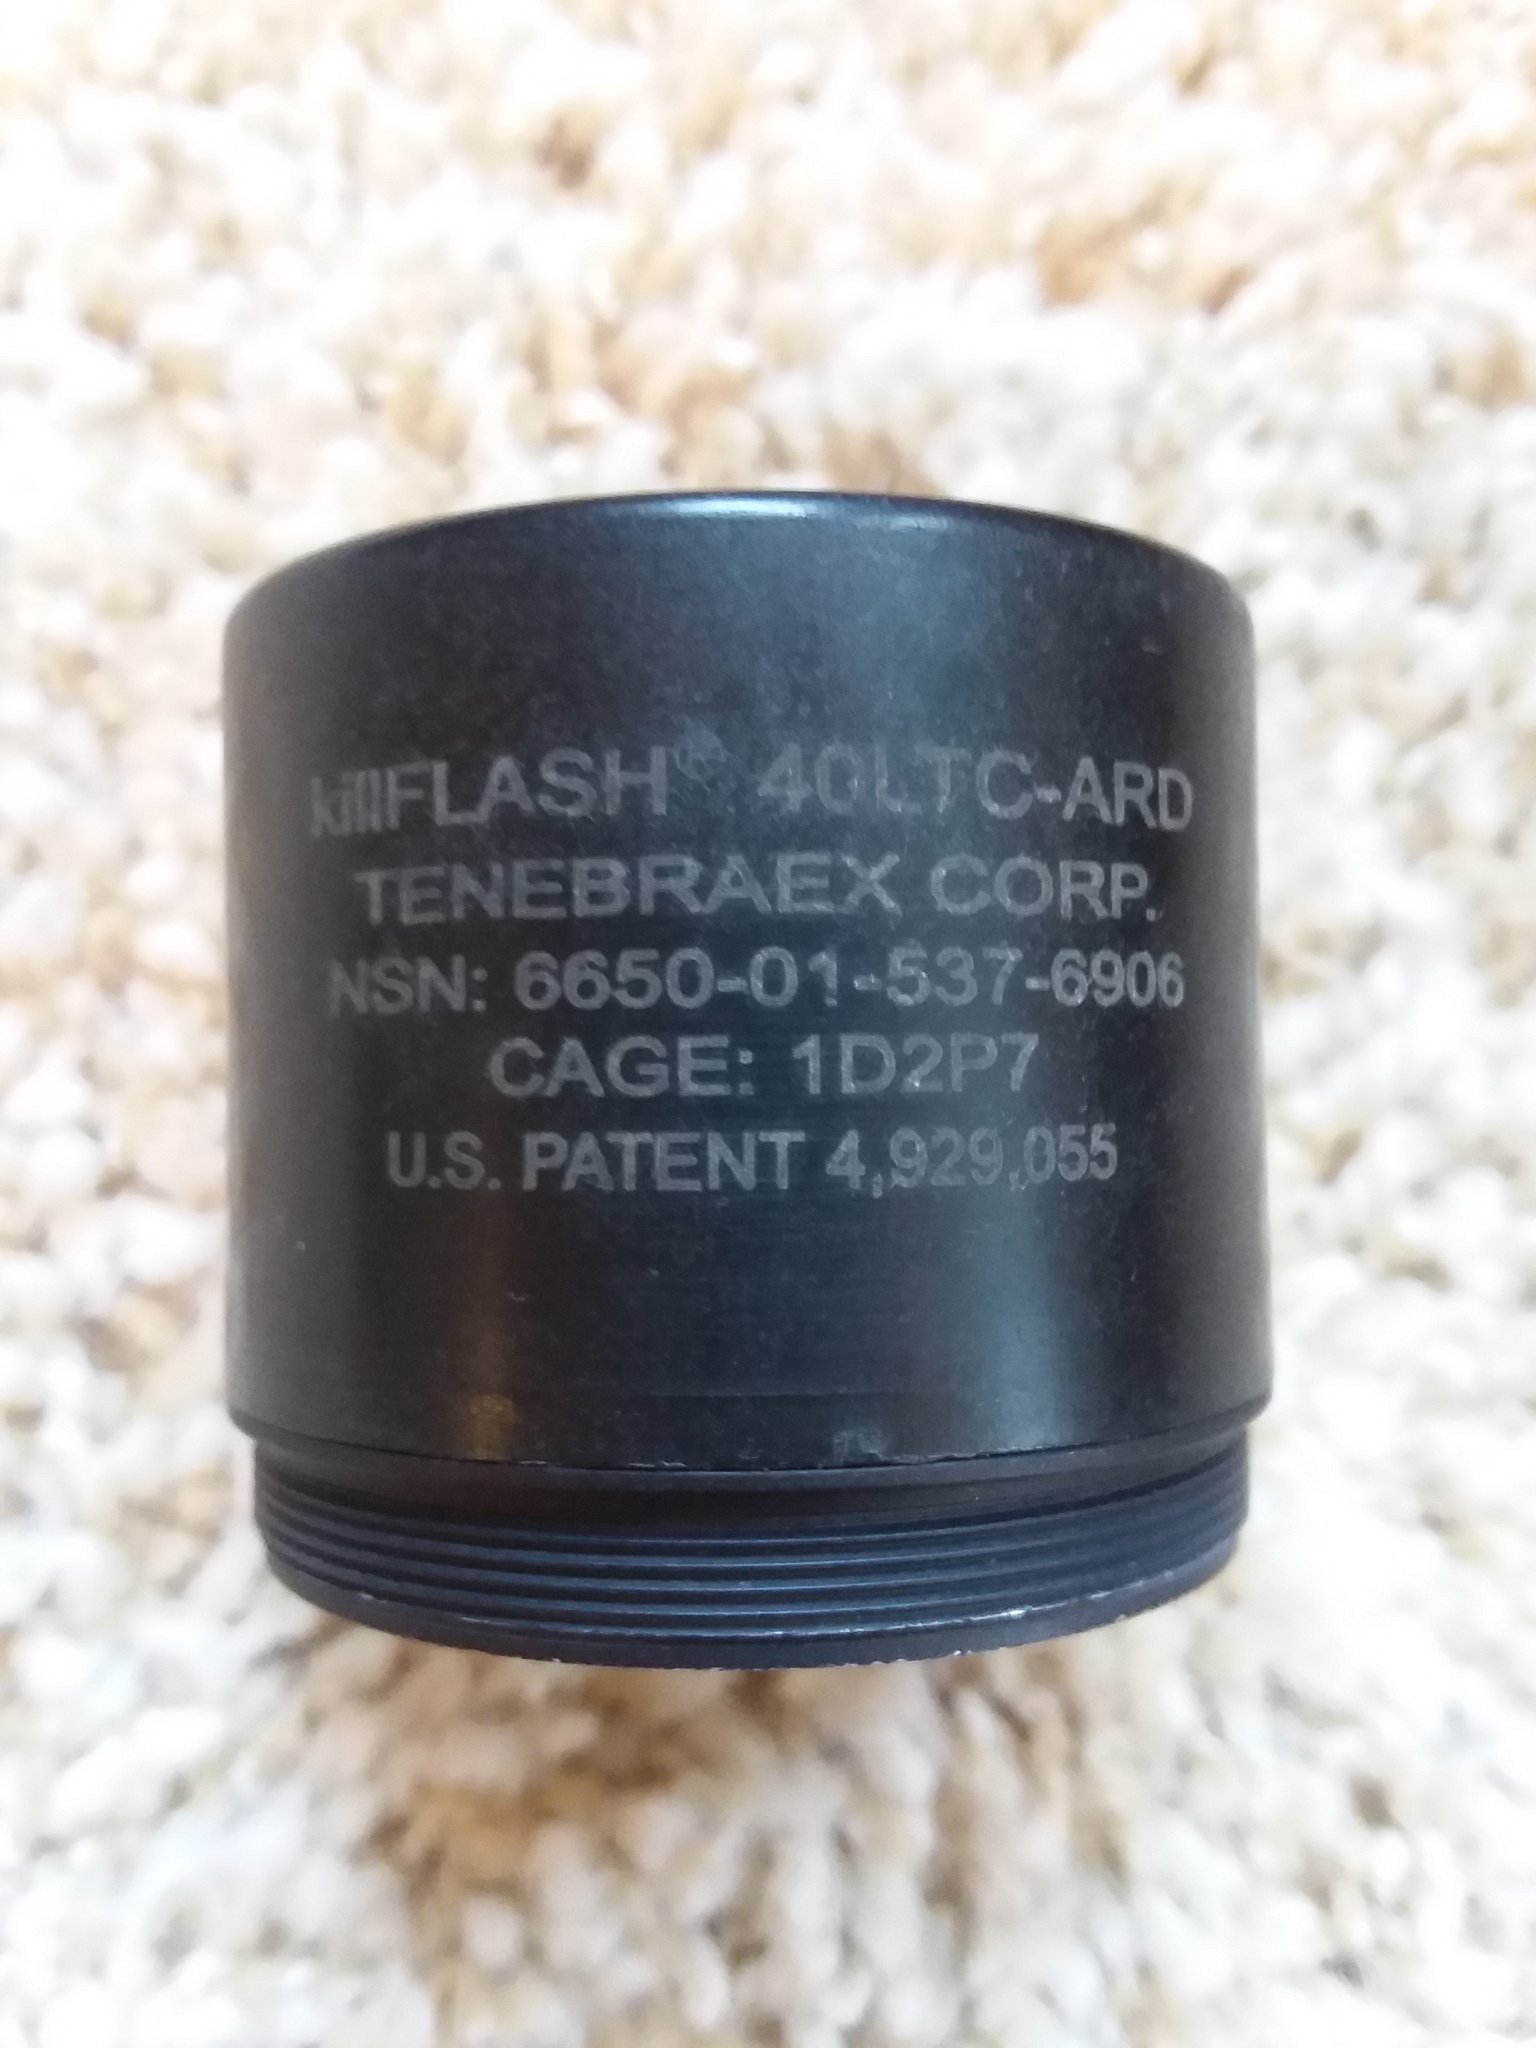 killFLASH® 40LTC-ARD
TENEBRAEX CORP.
NSN: 6650-01-537-6906
CAGE: 1D2P7
U.S. PATENT 4,929,055